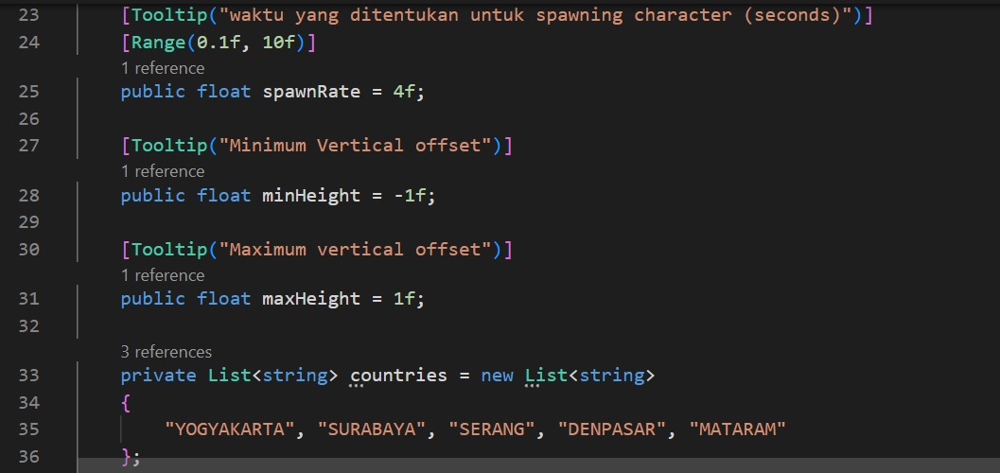 23 [Tooltip("waktu yang ditentukan untuk spawning character (seconds)")]
24 [Range(0.1f, 10f)]
1 reference
25 public float spawnRate = 4f;
26
27 [Tooltip("Minimum Vertical offset")]
1 reference
28 public float minHeight = -1f;
29
30 [Tooltip("Maximum vertical offset")]
1 reference
31 public float maxHeight = 1f;
32
3 references
33 private List<string> countries = new List<string>
34 {
35 "YOGYAKARTA", "SURABAYA", "SERANG", "DENPASAR", "MATARAM"
36 };